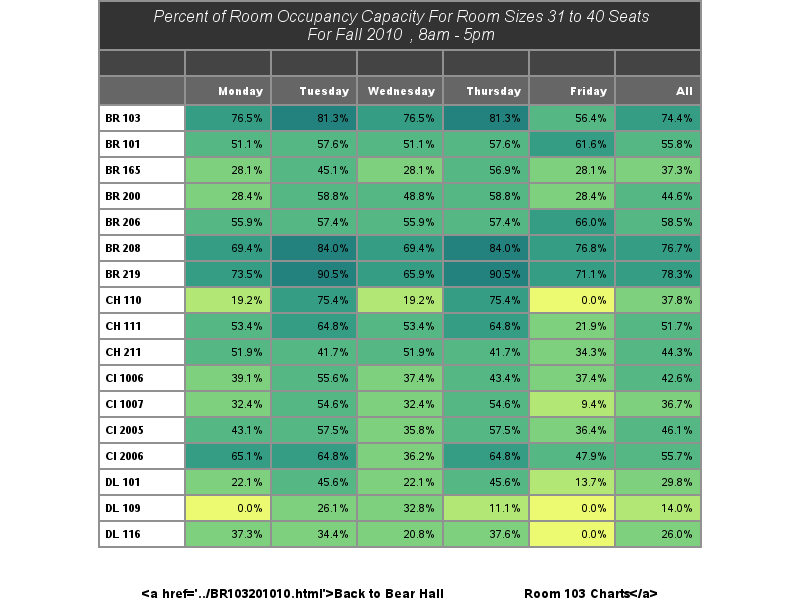 Percent of Room Occupancy Capacity For Room Sizes 31 to 40 Seats
For Fall 2010 , 8am - 5pm
Monday Tuesday Wednesday Thursday Friday All
BR 103 76.5% 81.3% 76.5% 81.3% 56.4% 74.4%
BR 101 51.1% 57.6% 51.1% 57.6% 61.6% 55.8%
BR 165 28.1% 45.1% 28.1% 56.9% 28.1% 37.3%
BR 200 28.4% 58.8% 48.8% 58.8% 28.4% 44.6%
BR 206 55.9% 57.4% 55.9% 57.4% 66.0% 58.5%
BR 208 69.4% 84.0% 69.4% 84.0% 76.8% 76.7%
BR 219 73.5% 90.5% 65.9% 90.5% 71.1% 78.3%
CH 110 19.2% 75.4% 19.2% 75.4% 0.0% 37.8%
CH 111 53.4% 64.8% 53.4% 64.8% 21.9% 51.7%
CH 211 51.9% 41.7% 51.9% 41.7% 34.3% 44.3%
CI 1006 39.1% 55.6% 37.4% 43.4% 37.4% 42.6%
CI 1007 32.4% 54.6% 32.4% 54.6% 9.4% 36.7%
CI 2005 43.1% 57.5% 35.8% 57.5% 36.4% 46.1%
CI 2006 65.1% 64.8% 36.2% 64.8% 47.9% 55.7%
DL 101 22.1% 45.6% 22.1% 45.6% 13.7% 29.8%
DL 109 0.0% 26.1% 32.8% 11.1% 0.0% 14.0%
DL 116 37.3% 34.4% 20.8% 37.6% 0.0% 26.0%
<a href='../BR103201010.html'>Back to Bear Hall Room 103 Charts</a>